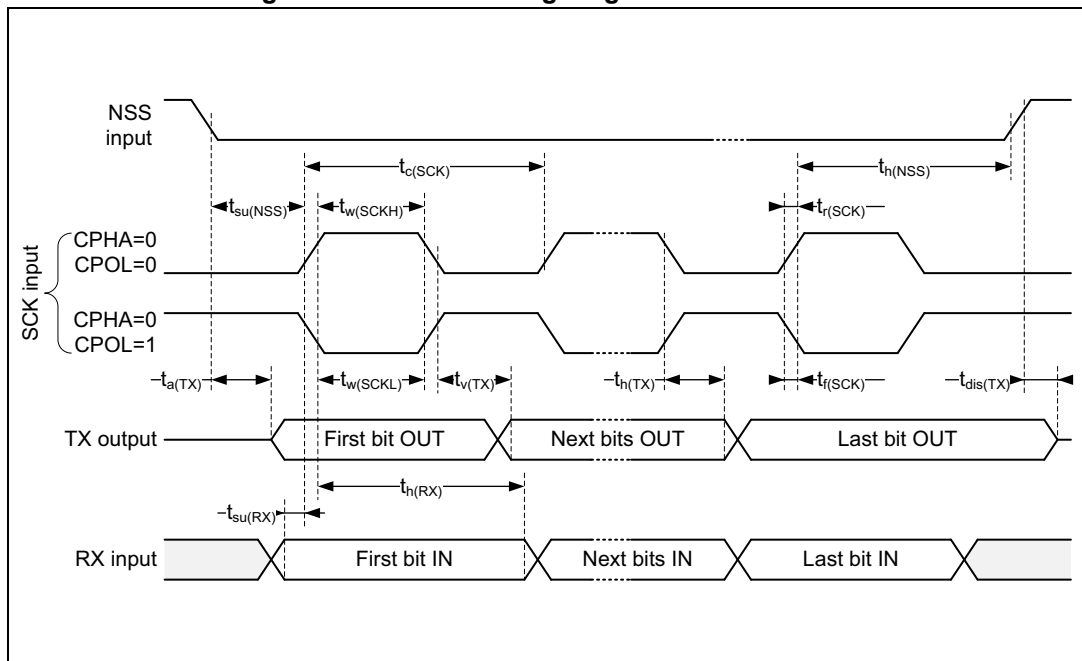 NSS
input
tc(SCK)
th(NSS)
tsu(NSS)
tw(SCKH)
tr(SCK)
SCK input
CPHA=0
CPOL=0
CPHA=0
CPOL=1
ta(TX)
tw(SCKL)
tv(TX)
th(TX)
tf(SCK)
tdis(TX)
TX output
First bit OUT
Next bits OUT
Last bit OUT
th(RX)
tsu(RX)
RX input
First bit IN
Next bits IN
Last bit IN